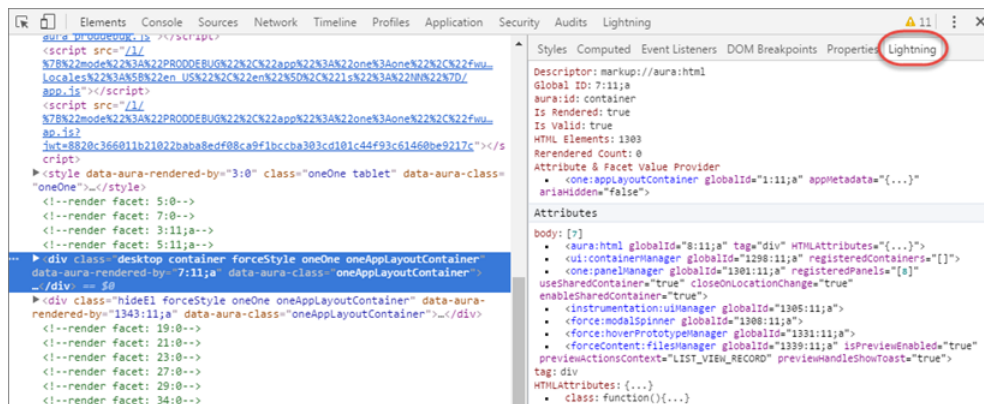 Elements Console Sources Network Timeline Profiles Application Security Audits Lightning 11
aura proddebug.js"></script>
<script src="/l/
%7B%22mode%22%3A%22PRODDEBUG%22%2C%22app%22%3A%22one%3Aone%22%2C%22fwu…
Locales%22%3A%5B%22en_US%22%2C%22en%22%5D%2C%22ls%22%3A%22NN%22%7D/
app.js"></script>
<script src="/l/
%7B%22mode%22%3A%22PRODDEBUG%22%2C%22app%22%3A%22one%3Aone%22%2C%22fwu…
ap.js?
jwt=8820c366011b21022baba8edf08ca9f1bccba303cd101c44f93c61460be9217c"></s
cript>
<style data-aura-rendered-by="3:0" class="oneOne tablet" data-aura-class=
"oneOne">…</style>
<!--render facet: 5:0-->
<!--render facet: 7:0-->
<!--render facet: 3:11;a-->
<!--render facet: 5:11;a-->
<div class="desktop container forceStyle oneOne oneAppLayoutContainer"
data-aura-rendered-by="7:11;a" data-aura-class="oneAppLayoutContainer">
…</div> == $0
<div class="hideEl forceStyle oneOne oneAppLayoutContainer" data-aura-
rendered-by="1343:11;a" data-aura-class="oneAppLayoutContainer">…</div>
<!--render facet: 19:0-->
<!--render facet: 21:0-->
<!--render facet: 23:0-->
<!--render facet: 27:0-->
<!--render facet: 29:0-->
<!--render facet: 34:0-->
Styles Computed Event Listeners DOM Breakpoints Properties Lightning
Descriptor: markup://aura:html
Global ID: 7:11;a
aura:id: container
Is Rendered: true
Is Valid: true
HTML Elements: 1303
Rerendered Count: 0
Attribute & Facet Value Provider
<one:appLayoutContainer globalId="1:11;a" appMetadata="{...}"
ariaHidden="false">
Attributes
body: [7]
<aura:html globalId="8:11;a" tag="div" HTMLAttributes="{...}">
<ui:containerManager globalId="1298:11;a" registeredContainers="[]">
<one:panelManager globalId="1301:11;a" registeredPanels="[8]"
useSharedContainer="true" closeOnLocationChange="true"
enableSharedContainer="true">
<instrumentation:uiManager globalId="1305:11;a">
<force:modalSpinner globalId="1308:11;a">
<force:hoverPrototypeManager globalId="1331:11;a">
<forceContent:filesManager globalId="1339:11;a" isPreviewEnabled="true"
previewActionsContext="LIST_VIEW_RECORD" previewHandleShowToast="true">
tag: div
HTMLAttributes: {...}
class: function(){...}